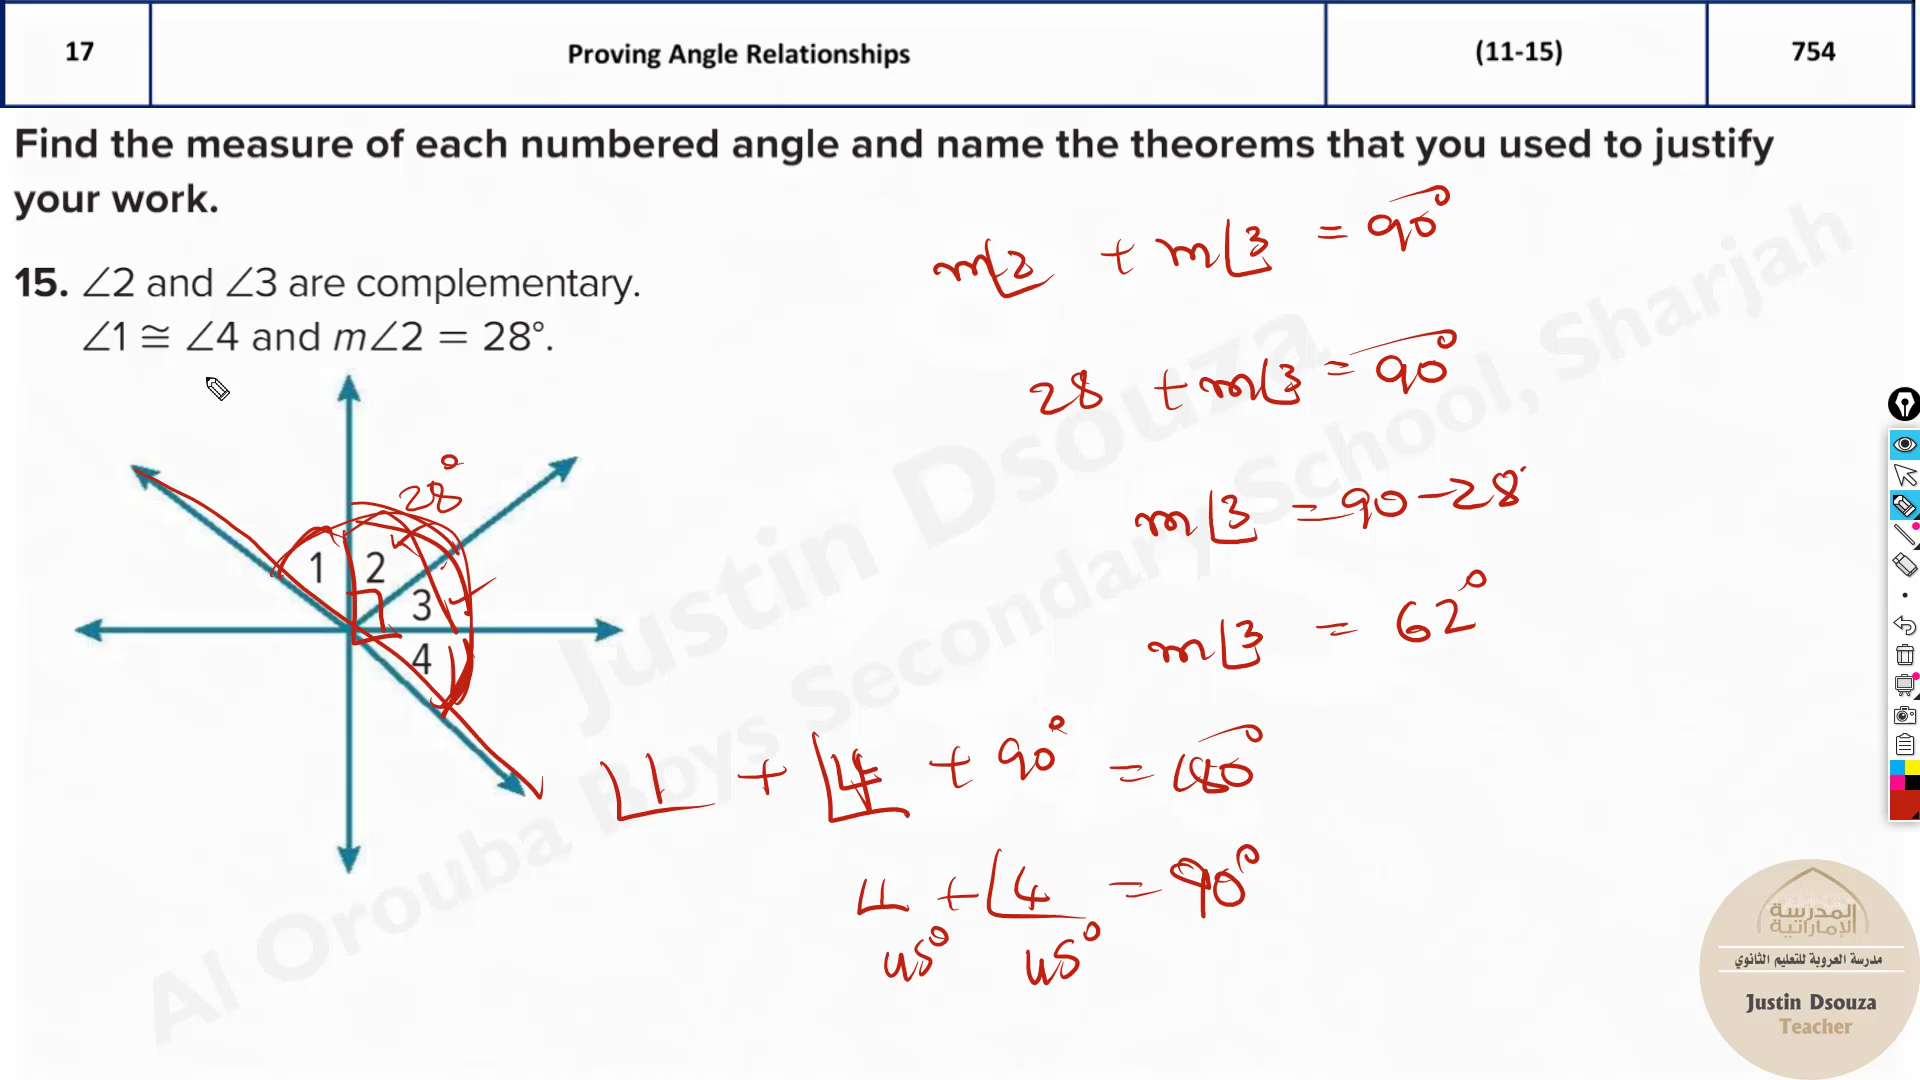 17 Proving Angle Relationships (11-15) 754
Find the measure of each numbered angle and name the theorems that you used to justify
your work.
15. ∠2 and ∠3 are complementary.
∠1 ≅ ∠4 and m∠2 = 28°.
m∠2 + m∠3 = 90°
28 + m∠3 = 90°
m∠3 = 90 - 28
m∠3 = 62°
28°
1 2
3
4
∠1 + ∠4 + 90° = 180°
∠1 + ∠4 = 90°
45° 45°
Justin Dsouza
Al Orouba Boys Secondary School, Sharjah
المدرسة
الإماراتية
مدرسة العروبة للتعليم الثانوي
Justin Dsouza
Teacher